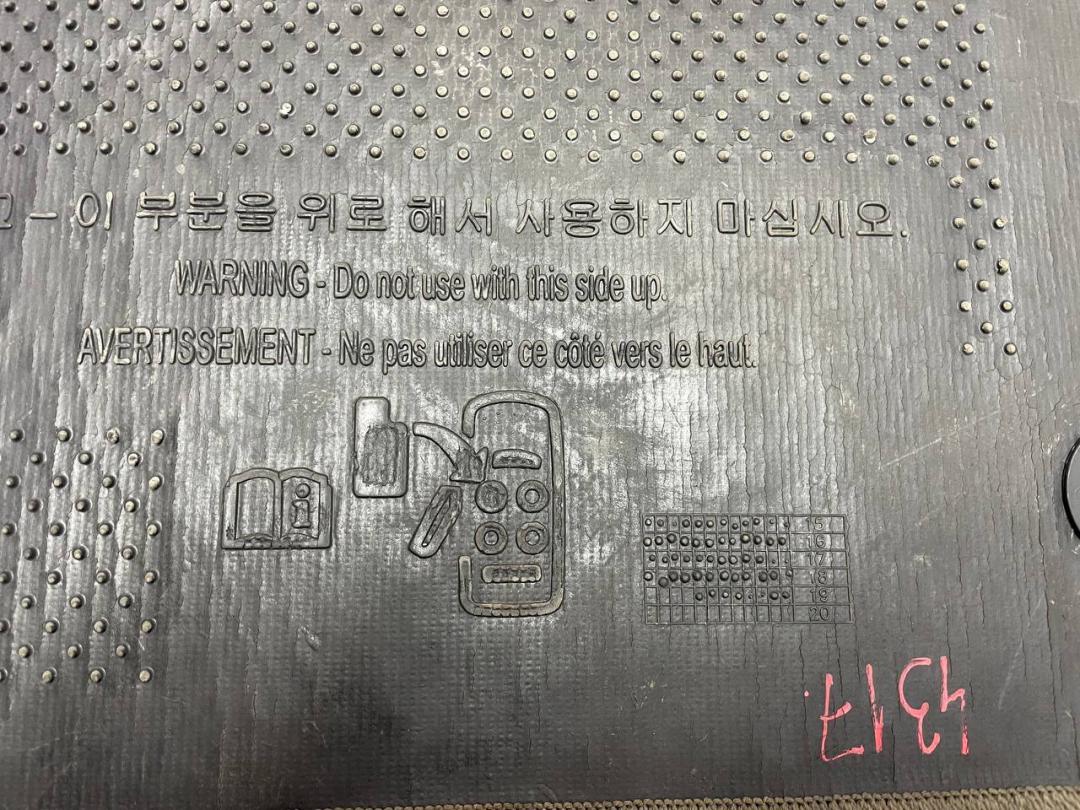 고 - 이 부분을 위로 해서 사용하지 마십시오.
WARNING - Do not use with this side up.
AVERTISSEMENT - Ne pas utiliser ce côté vers le haut.
i
15
16
17
18
19
20